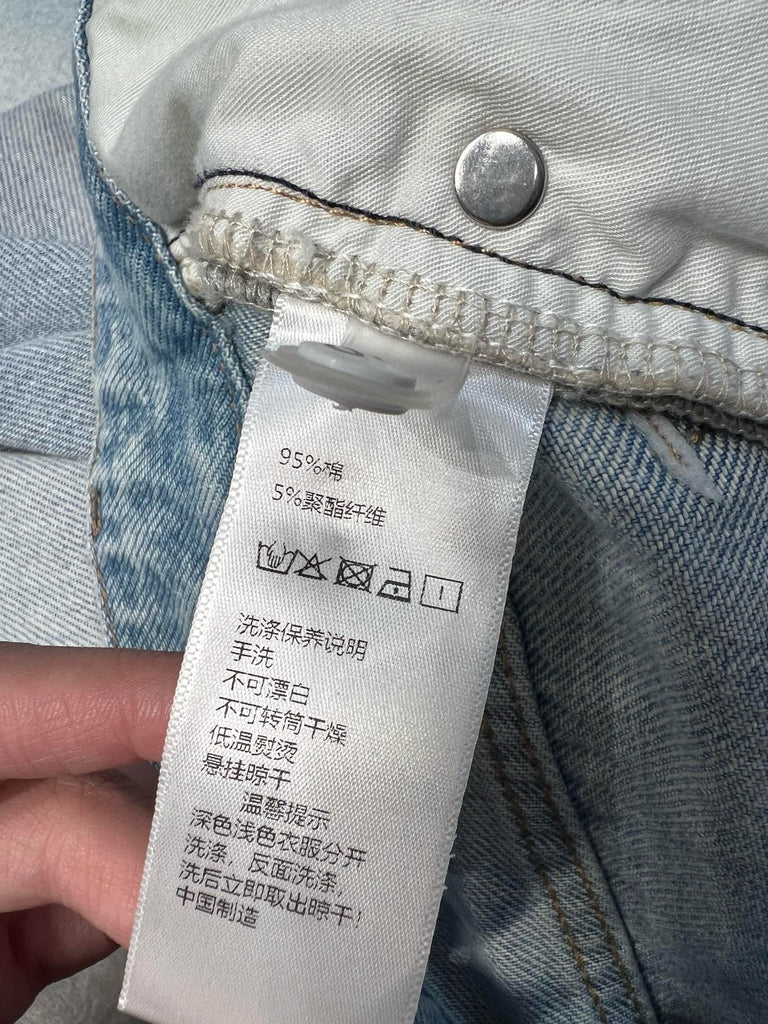 95%棉
5%聚酯纤维
洗涤保养说明
手洗
不可漂白
不可转筒干燥
低温熨烫
悬挂晾干
温馨提示
深色浅色衣服分开
洗涤，反面洗涤，
洗后立即取出晾干！
中国制造